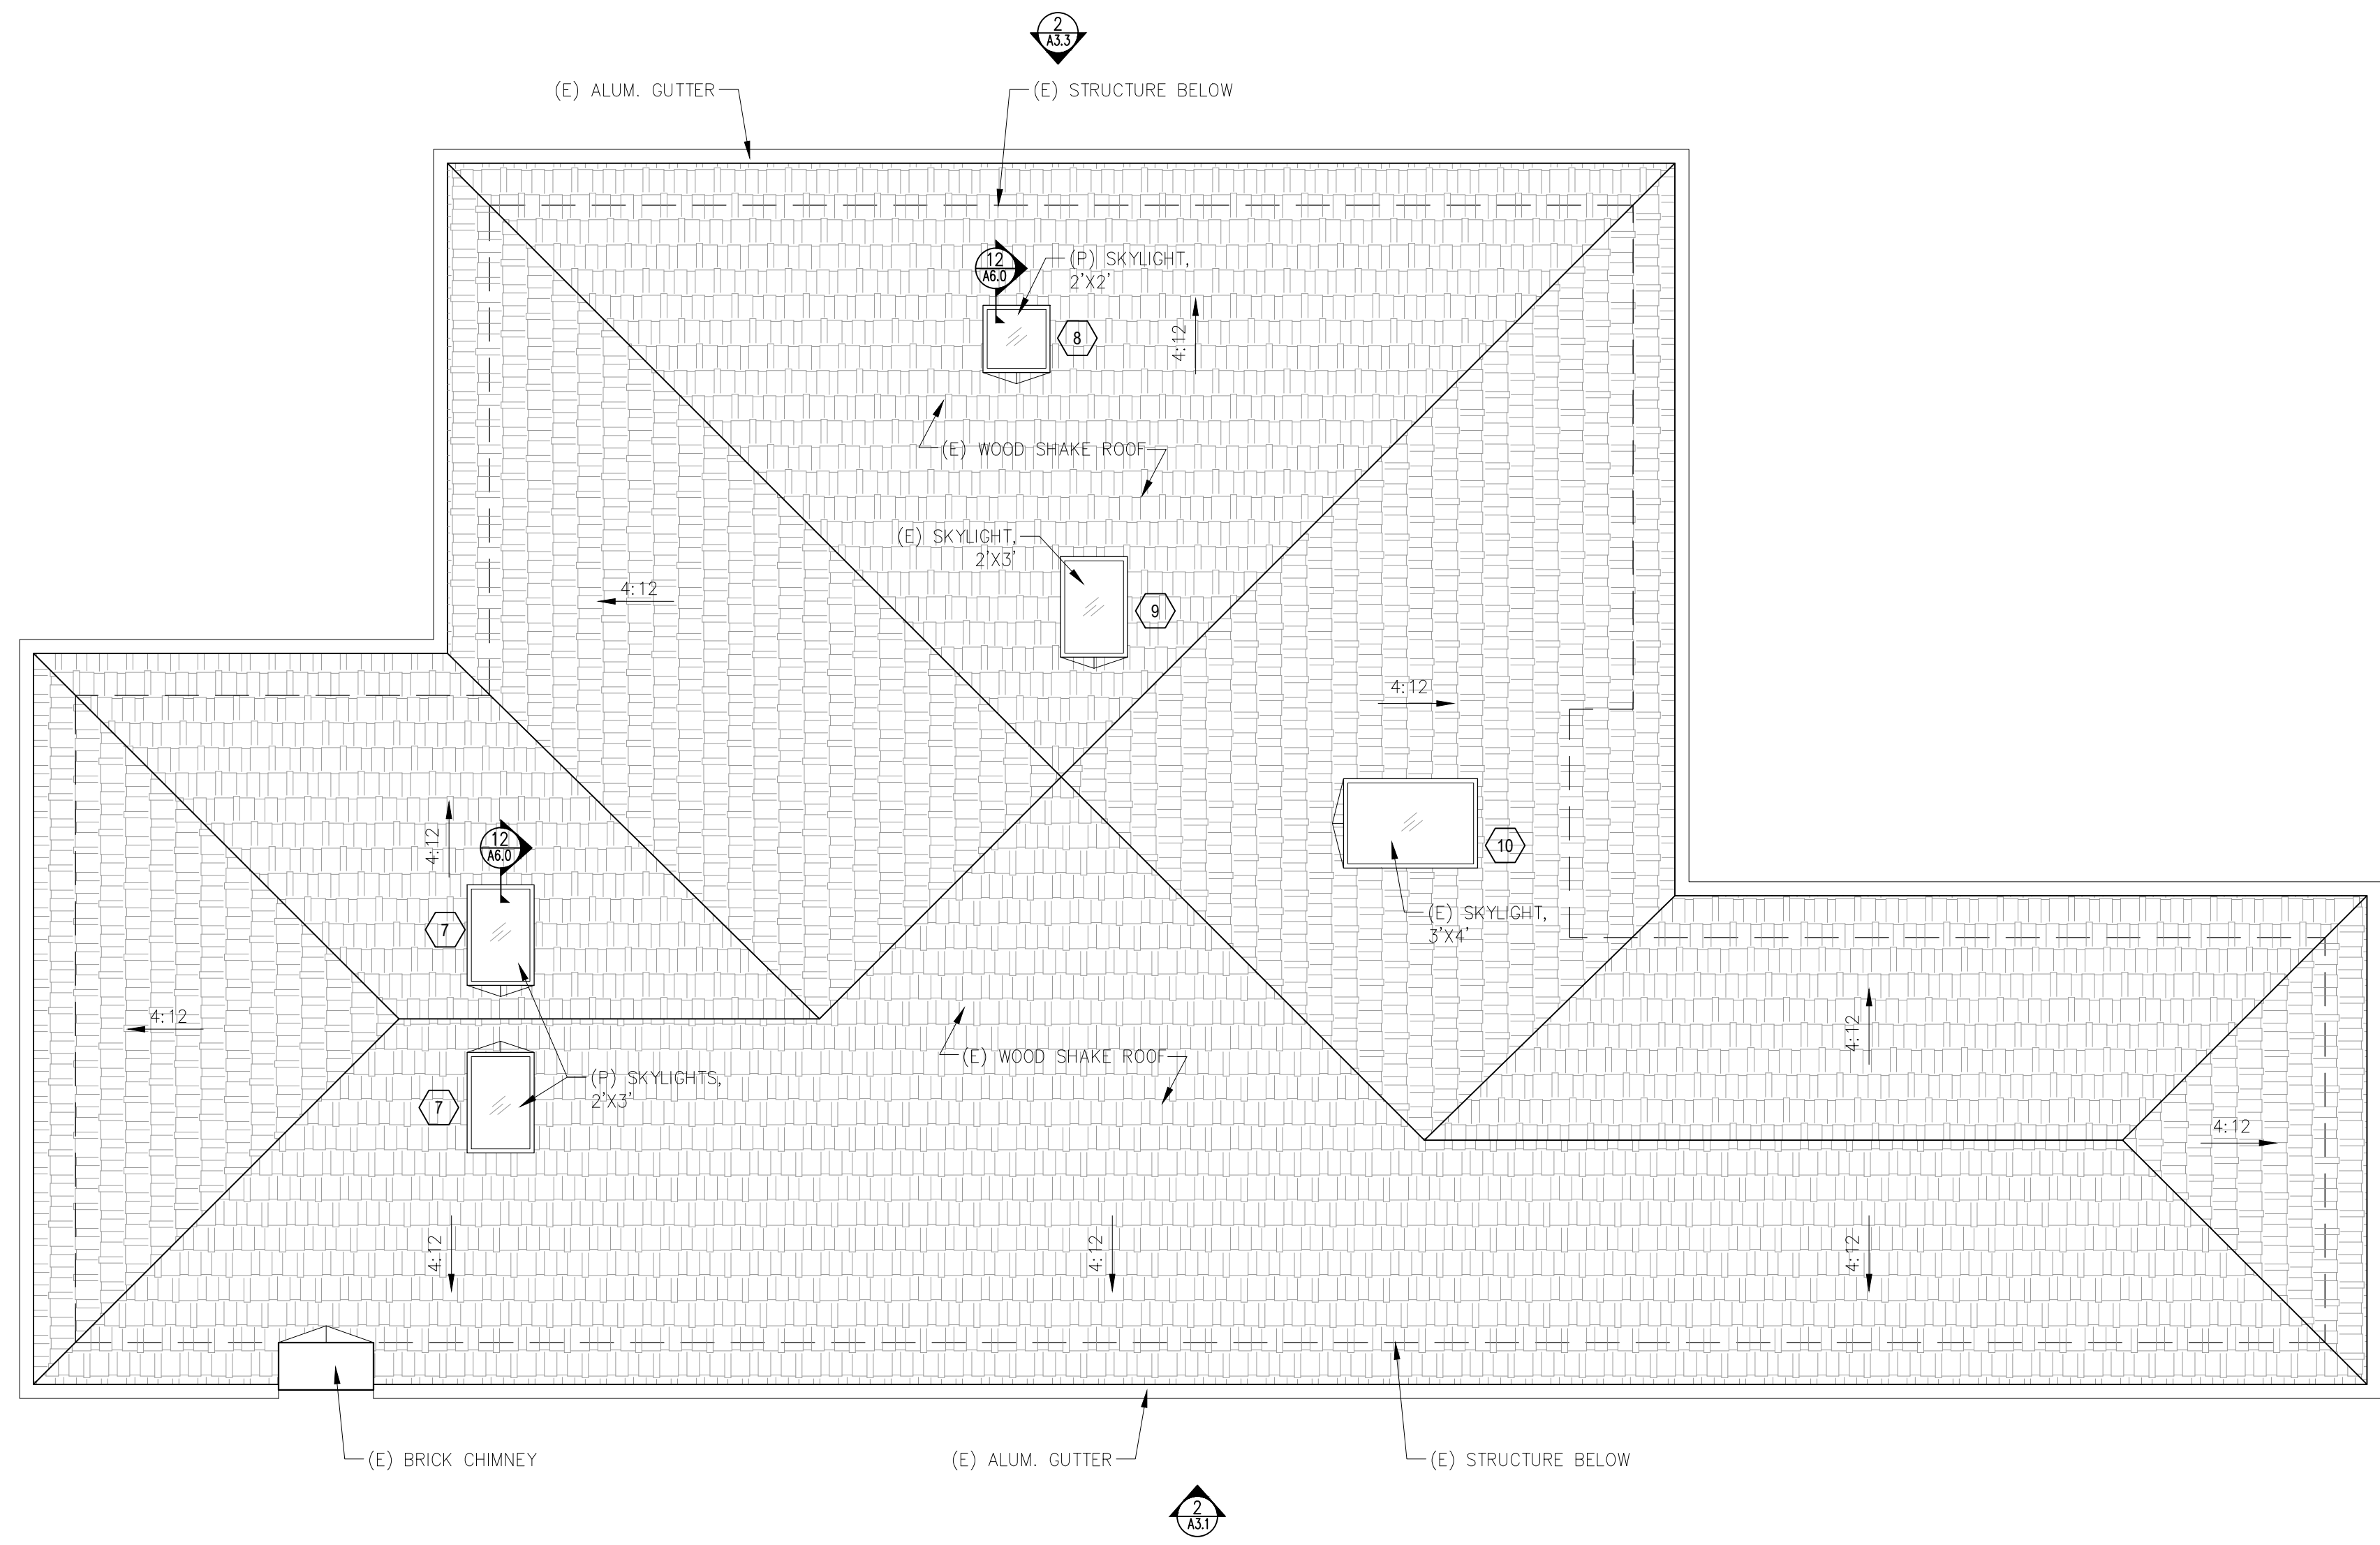 2
A3.3
(E) ALUM. GUTTER
(E) STRUCTURE BELOW
12
A6.0
(P) SKYLIGHT,
2'X2'
8
4:12
(E) WOOD SHAKE ROOF
(E) SKYLIGHT,
2'X3'
9
4:12
4:12
4:12
12
A6.0
10
7
(E) SKYLIGHT,
3'X4'
4:12
4:12
(E) WOOD SHAKE ROOF
(P) SKYLIGHTS,
2'X3'
7
4:12
4:12
4:12
4:12
(E) BRICK CHIMNEY
(E) ALUM. GUTTER
(E) STRUCTURE BELOW
2
A3.1